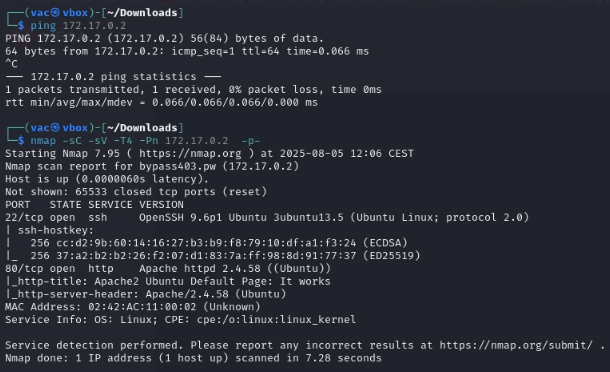 ┌──(vac㉿vbox)-[~/Downloads]
└─$ ping 172.17.0.2
PING 172.17.0.2 (172.17.0.2) 56(84) bytes of data.
64 bytes from 172.17.0.2: icmp_seq=1 ttl=64 time=0.066 ms
^C
--- 172.17.0.2 ping statistics ---
1 packets transmitted, 1 received, 0% packet loss, time 0ms
rtt min/avg/max/mdev = 0.066/0.066/0.066/0.000 ms
┌──(vac㉿vbox)-[~/Downloads]
└─$ nmap -sC -sV -T4 -Pn 172.17.0.2  -p-
Starting Nmap 7.95 ( https://nmap.org ) at 2025-08-05 12:06 CEST
Nmap scan report for bypass403.pw (172.17.0.2)
Host is up (0.0000060s latency).
Not shown: 65533 closed tcp ports (reset)
PORT   STATE SERVICE VERSION
22/tcp open  ssh     OpenSSH 9.6p1 Ubuntu 3ubuntu13.5 (Ubuntu Linux; protocol 2.0)
| ssh-hostkey:
|   256 cc:d2:9b:60:14:16:27:b3:b9:f8:79:10:df:a1:f3:24 (ECDSA)
|_  256 37:a2:b2:b2:26:f2:07:d1:83:7a:ff:98:8d:91:77:37 (ED25519)
80/tcp open  http    Apache httpd 2.4.58 ((Ubuntu))
|_http-title: Apache2 Ubuntu Default Page: It works
|_http-server-header: Apache/2.4.58 (Ubuntu)
MAC Address: 02:42:AC:11:00:02 (Unknown)
Service Info: OS: Linux; CPE: cpe:/o:linux:linux_kernel
Service detection performed. Please report any incorrect results at https://nmap.org/submit/ .
Nmap done: 1 IP address (1 host up) scanned in 7.28 seconds